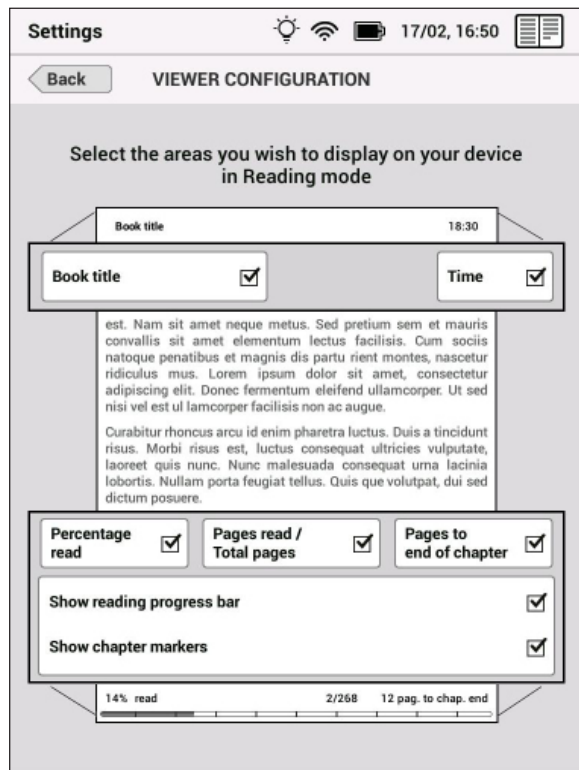 Settings 17/02, 16:50
Back VIEWER CONFIGURATION
Select the areas you wish to display on your device
in Reading mode
Book title 18:30
Book title Time
est. Nam sit amet neque metus. Sed pretium sem et mauris
convallis sit amet elementum lectus facilisis. Cum sociis
natoque penatibus et magnis dis partu rient montes, nascetur
ridiculus mus. Lorem ipsum dolor sit amet, consectetur
adipiscing elit. Donec fermentum eleifend ullamcorper. Ut sed
nisi vel est ul lamcorper facilisis non ac augue.
Curabitur rhoncus arcu id enim pharetra luctus. Duis a tincidunt
risus. Morbi risus est, luctus consequat ultricies vulputate,
laoreet quis nunc. Nunc malesuada consequat urna lacinia
lobortis. Nullam porta feugiat tellus. Quis que volutpat, dui sed
dictum posuere.
Percentage
read
Pages read /
Total pages
Pages to
end of chapter
Show reading progress bar
Show chapter markers
14% read 2/268 12 pag. to chap. end